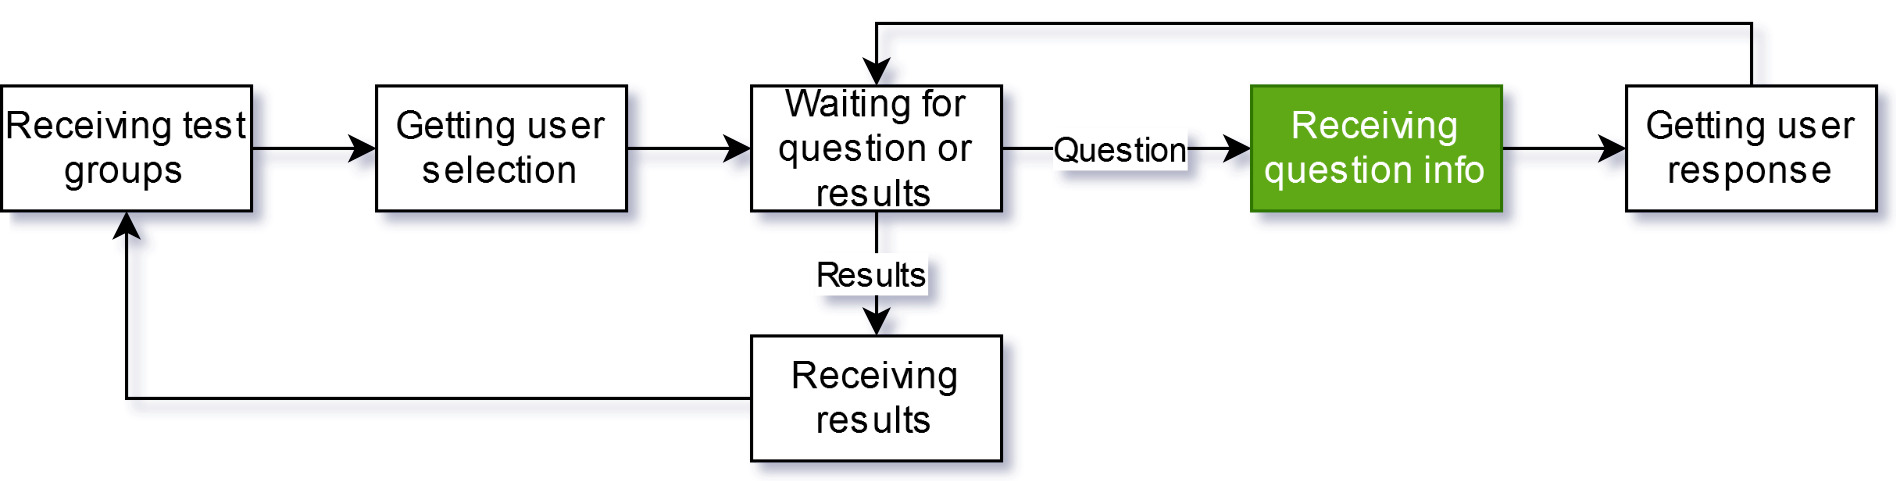 Receiving test
groups
Getting user
selection
Waiting for
question or
results
Question
Receiving
question info
Getting user
response
Results
Receiving
results